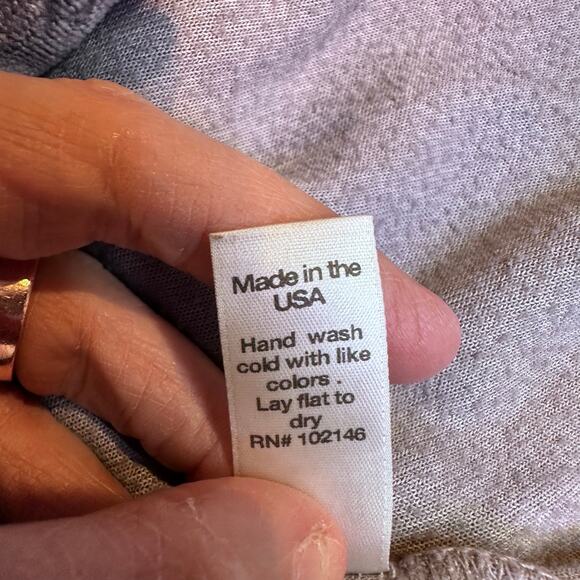 Made in the
USA
Hand wash
cold with like
colors .
Lay flat to
dry
RN# 102146